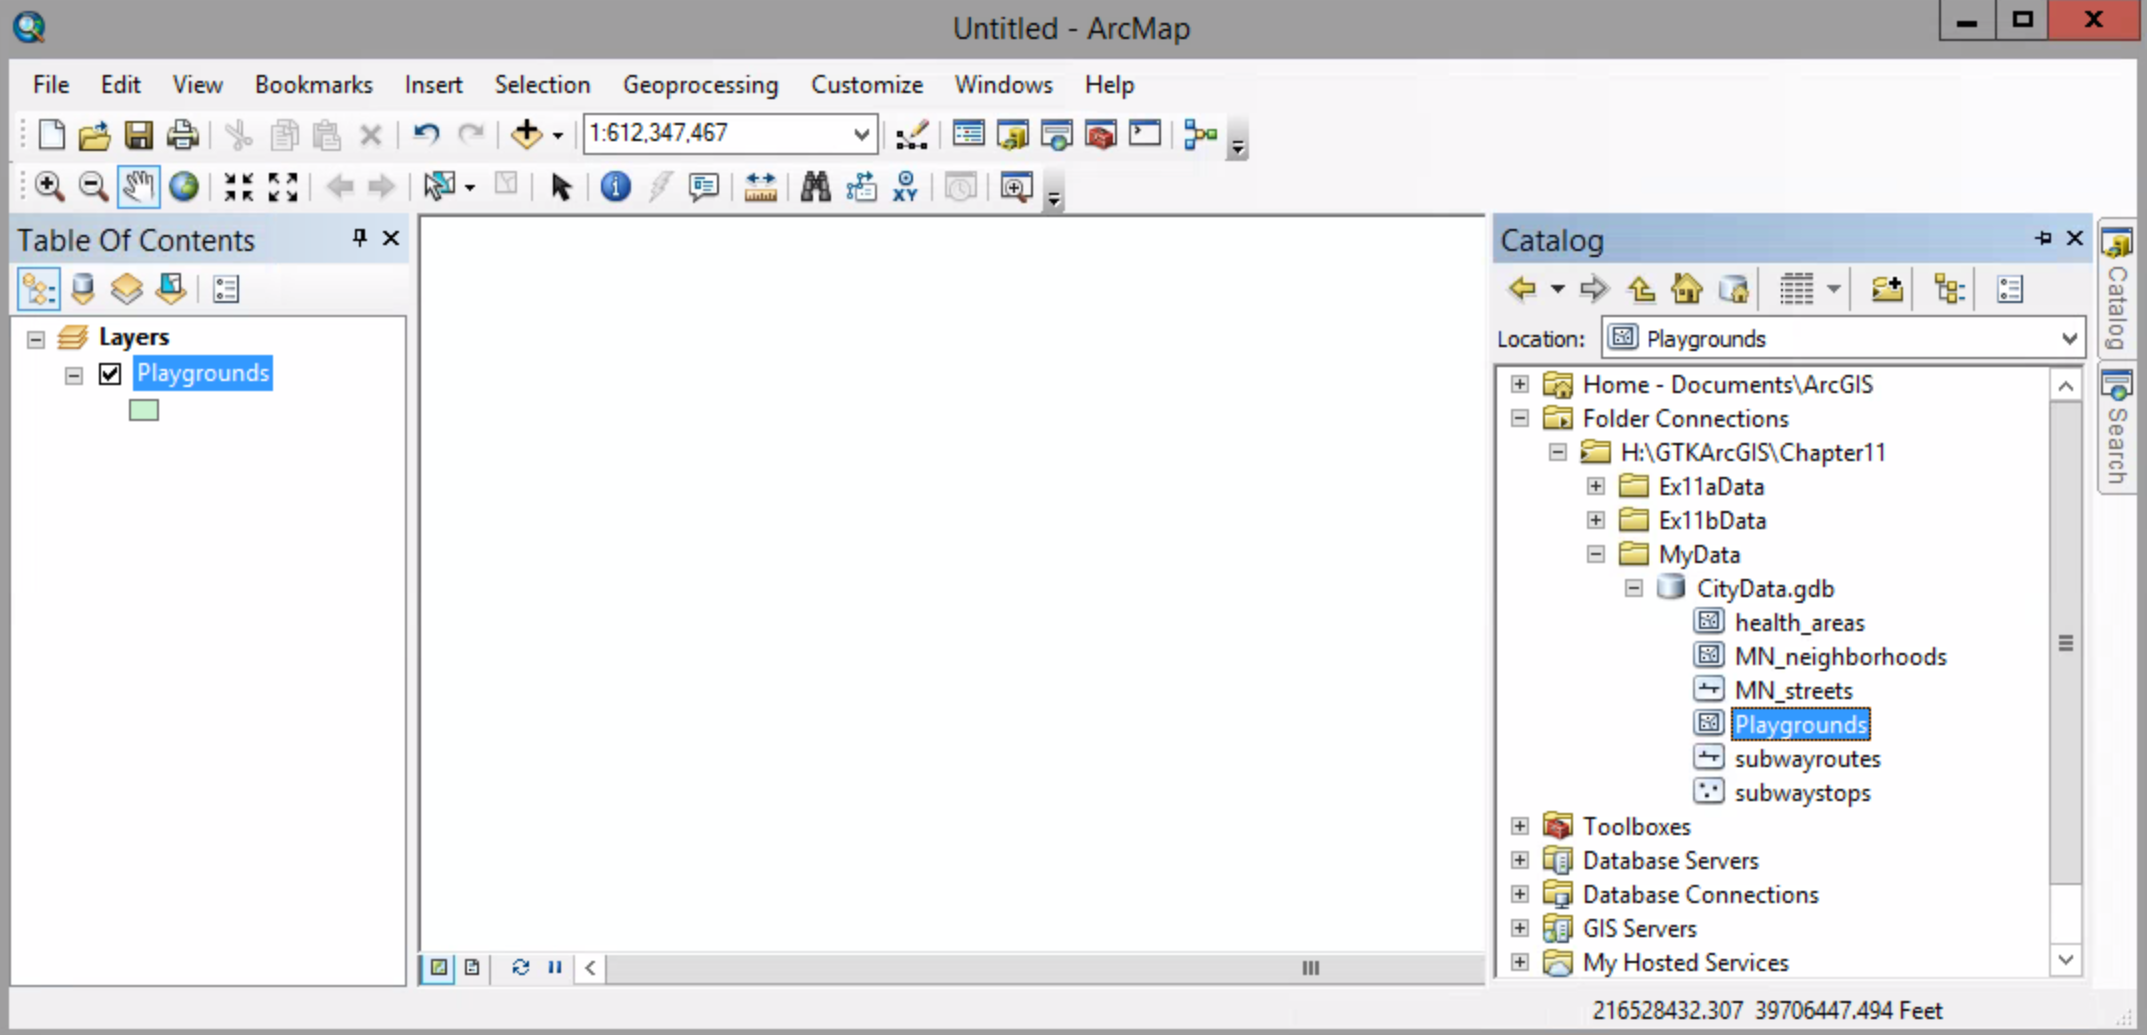 Untitled - ArcMap
File Edit View Bookmarks Insert Selection Geoprocessing Customize Windows Help
1:612,347,467
XY
Table Of Contents
Layers
Playgrounds
Catalog
Location: Playgrounds
Home - Documents\ArcGIS
Folder Connections
H:\GTKArcGIS\Chapter11
Ex11aData
Ex11bData
MyData
CityData.gdb
health_areas
MN_neighborhoods
MN_streets
Playgrounds
subwayroutes
subwaystops
Toolboxes
Database Servers
Database Connections
GIS Servers
My Hosted Services
Catalog
Search
216528432.307 39706447.494 Feet